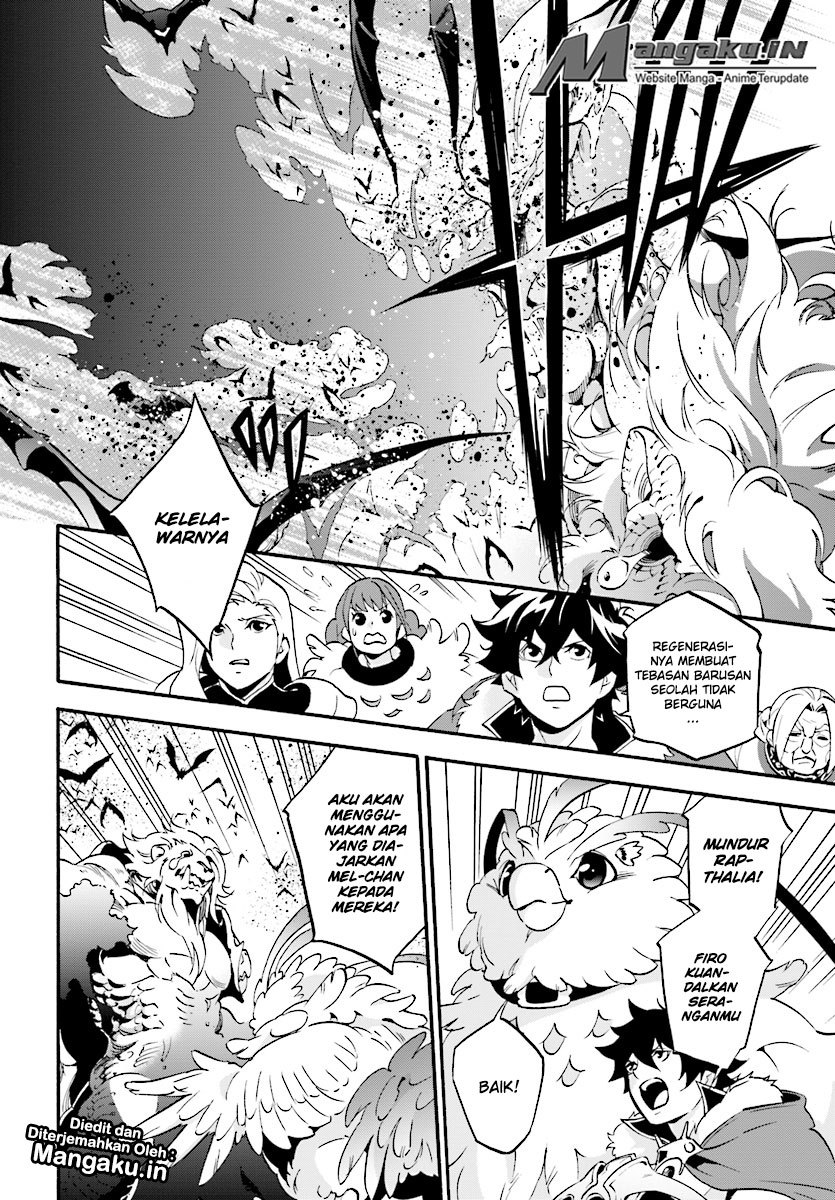 Mangaku.in
Website Manga - Anime Terupdate
KELELA-
WARNYA
REGENERASI-
NYA MEMBUAT
TEBASAN BARUSAN
SEOLAH TIDAK
BERGUNA
...
MUNDUR
RAP-
THALIA!
FIRO
KUAN-
DALKAN
SERA-
NGANMU
BAIK!
AKU AKAN
MENGGU-
NAKAN APA
YANG DIA-
JARKAN
MEL-CHAN
KEPADA
MEREKA!
Diedit dan
Diterjemahkan Oleh :
Mangaku.in